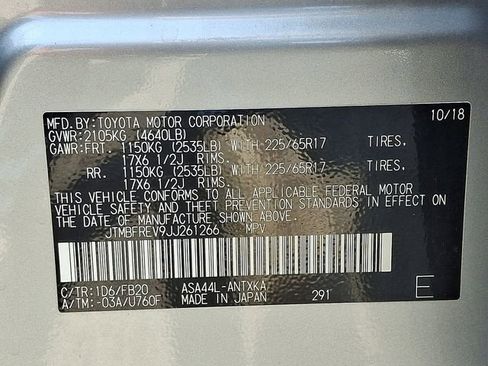 MFD.BY:TOYOTA MOTOR CORPORATION 10/18
GVWR:2105KG (4640LB)
GAWR:FRT. 1150KG (2535LB) WITH 225/65R17 TIRES,
17X6 1/2J RIMS.
RR. 1150KG (2535LB) WITH 225/65R17 TIRES,
17X6 1/2J RIMS.
THIS VEHICLE CONFORMS TO ALL APPLICABLE FEDERAL MOTOR
VEHICLE SAFETY AND THEFT PREVENTION STANDARDS IN EFFECT ON
THE DATE OF MANUFACTURE SHOWN ABOVE.
JTMBFREV9JJ261266 MPV
C/TR:1D6/FB20 ASA44L-ANTXKA
A/TM:-03A/U760F MADE IN JAPAN 291 E